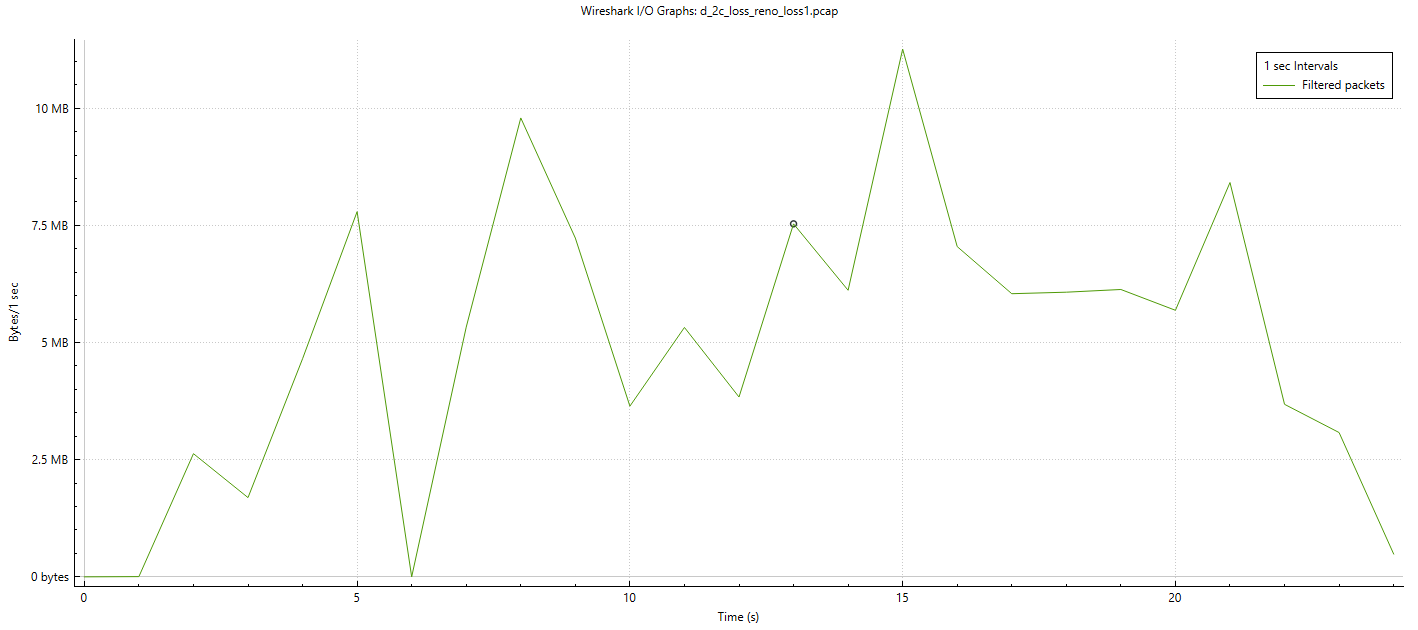 Wireshark I/O Graphs: d_2c_loss_reno_loss1.pcap
1 sec Intervals
Filtered packets
10 MB
7.5 MB
5 MB
2.5 MB
0 bytes
Bytes/1 sec
0
5
10
15
20
Time (s)